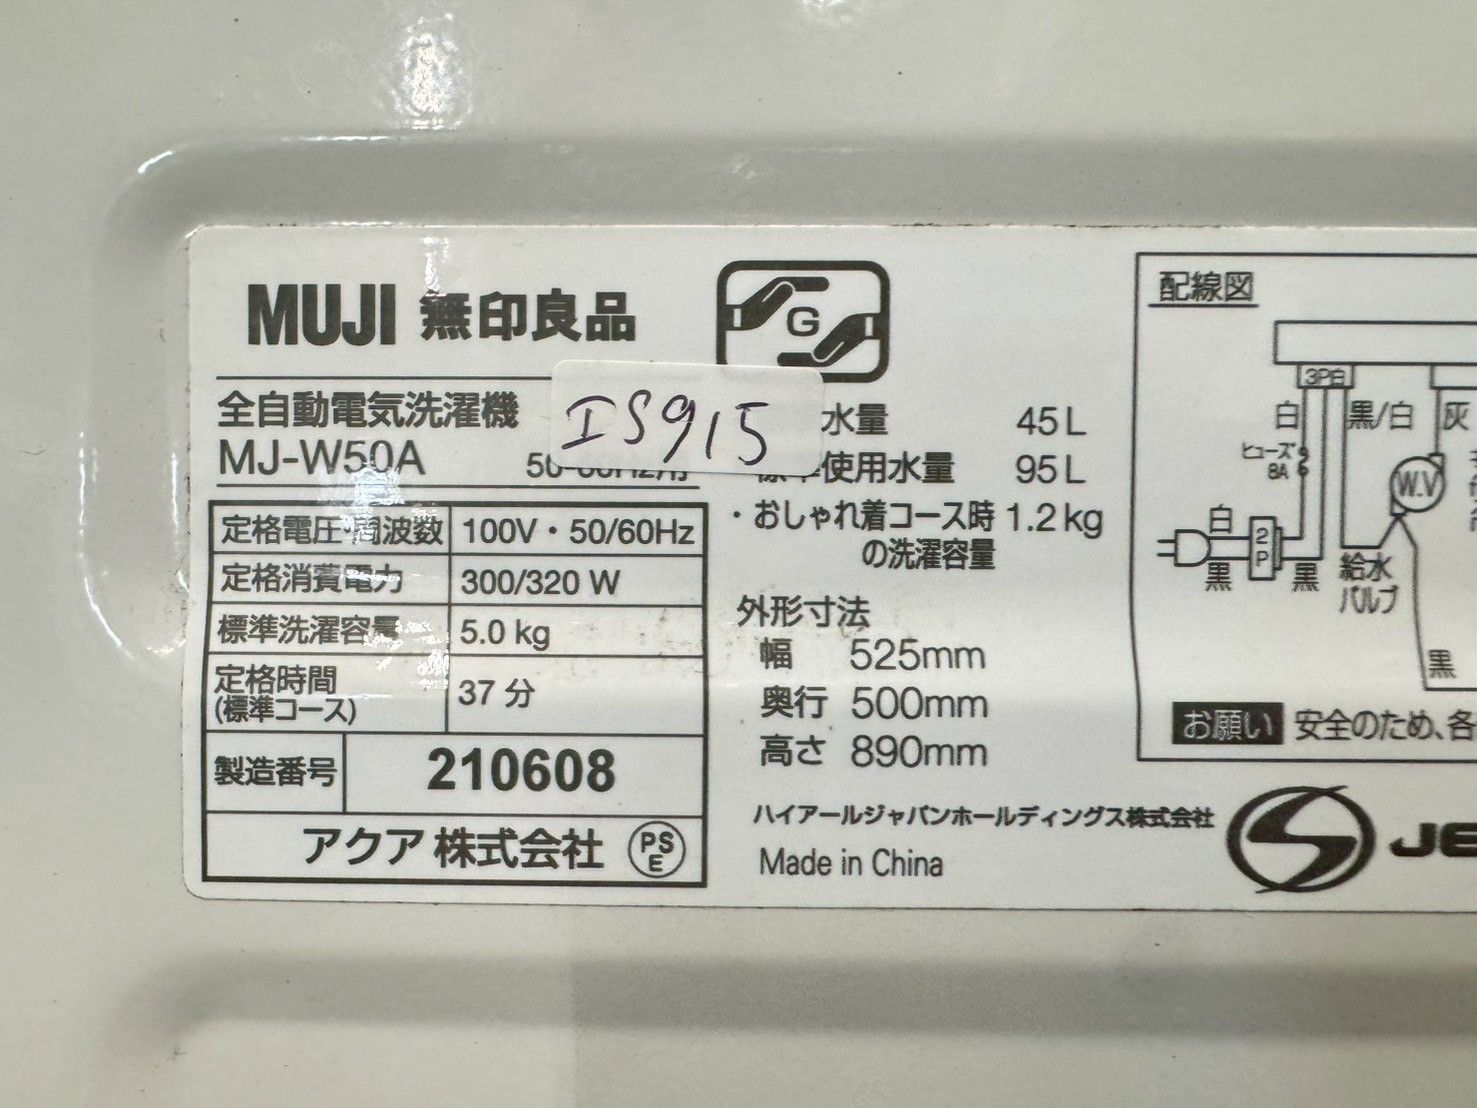 MUJI 無印良品
G
全自動電気洗濯機
MJ-W50A
IS915
水量 45L
使用水量 95L
・おしゃれ着コース時 1.2kg
の洗濯容量
定格電圧・周波数 100V・50/60Hz
定格消費電力 300/320 W
標準洗濯容量 5.0 kg
定格時間
(標準コース) 37 分
製造番号 210608
アクア 株式会社 PSE
外形寸法
幅 525mm
奥行 500mm
高さ 890mm
ハイアールジャパンホールディングス株式会社
Made in China
配線図
3P白
白 黒/白 灰
ヒューズ
8A
W.V
白
2P
黒 黒
給水
バルブ
黒
お願い 安全のため、各
JE